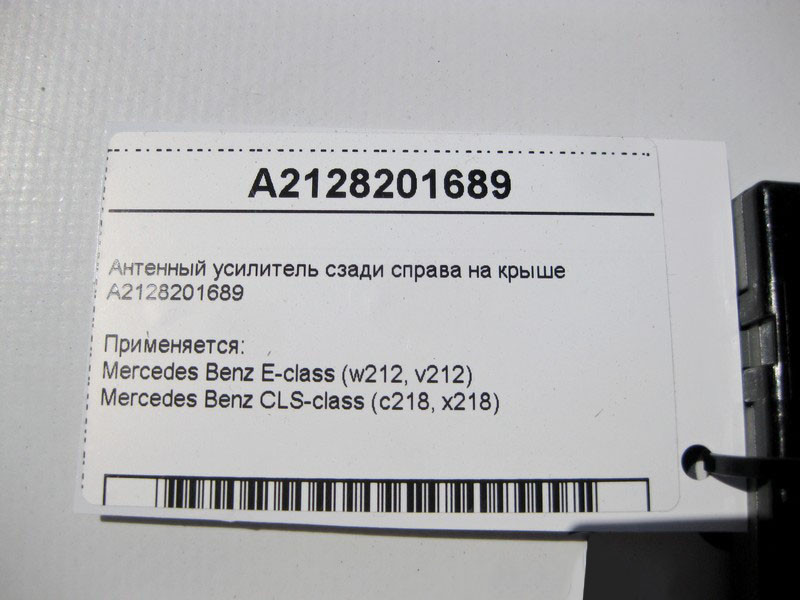 A2128201689
Антенный усилитель сзади справа на крыше
A2128201689
Применяется:
Mercedes Benz E-class (w212, v212)
Mercedes Benz CLS-class (c218, x218)